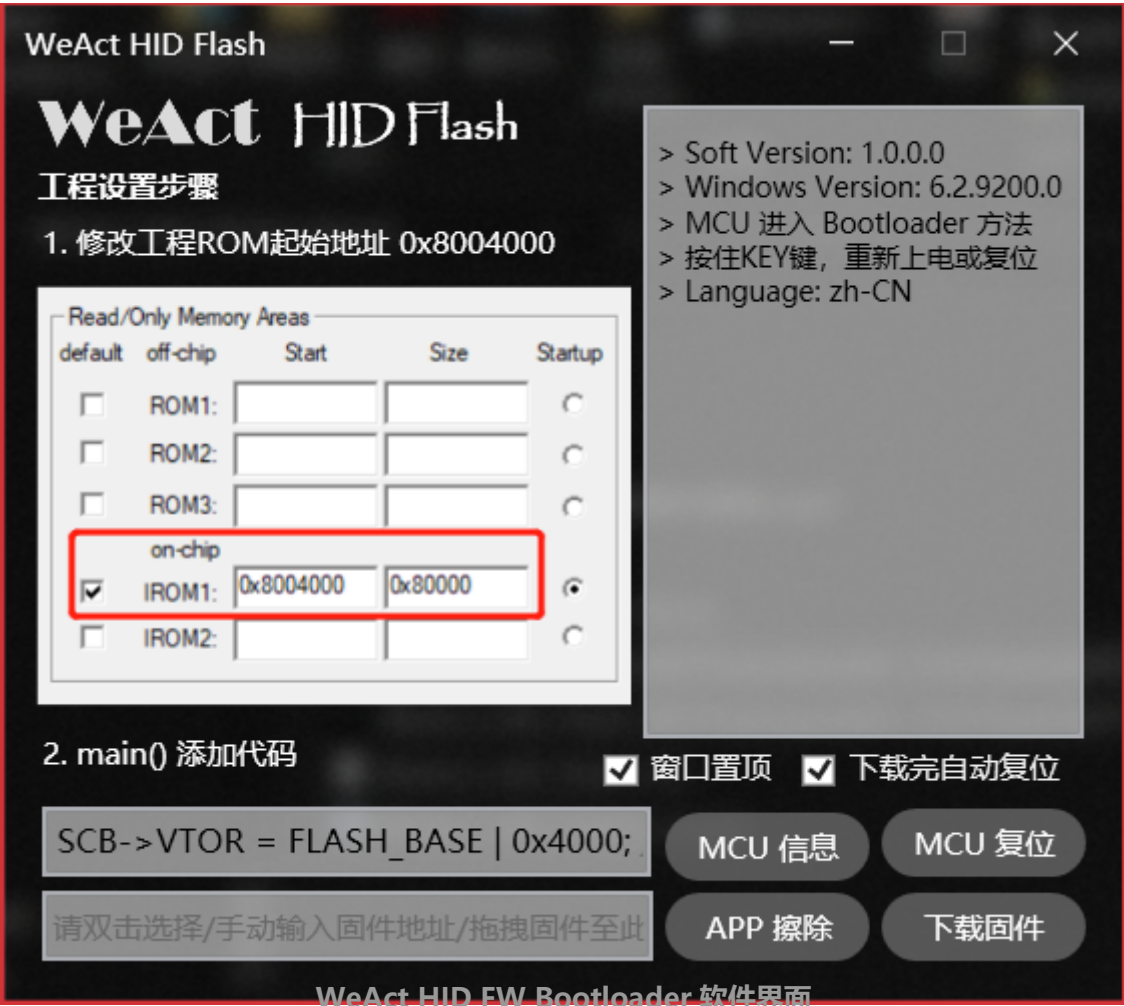 WeAct HID Flash
WeAct HID Flash
工程设置步骤
1. 修改工程ROM起始地址 0x8004000
Read/Only Memory Areas
default off-chip Start Size Startup
ROM1:
ROM2:
ROM3:
on-chip
IROM1: 0x8004000 0x80000
IROM2:
> Soft Version: 1.0.0.0
> Windows Version: 6.2.9200.0
> MCU 进入 Bootloader 方法
> 按住KEY键，重新上电或复位
> Language: zh-CN
2. main() 添加代码
窗口置顶 下载完自动复位
SCB->VTOR = FLASH_BASE | 0x4000;
MCU 信息 MCU 复位
请双击选择/手动输入固件地址/拖拽固件至此
APP 擦除 下载固件
WeAct HID FW Bootloader 软件界面